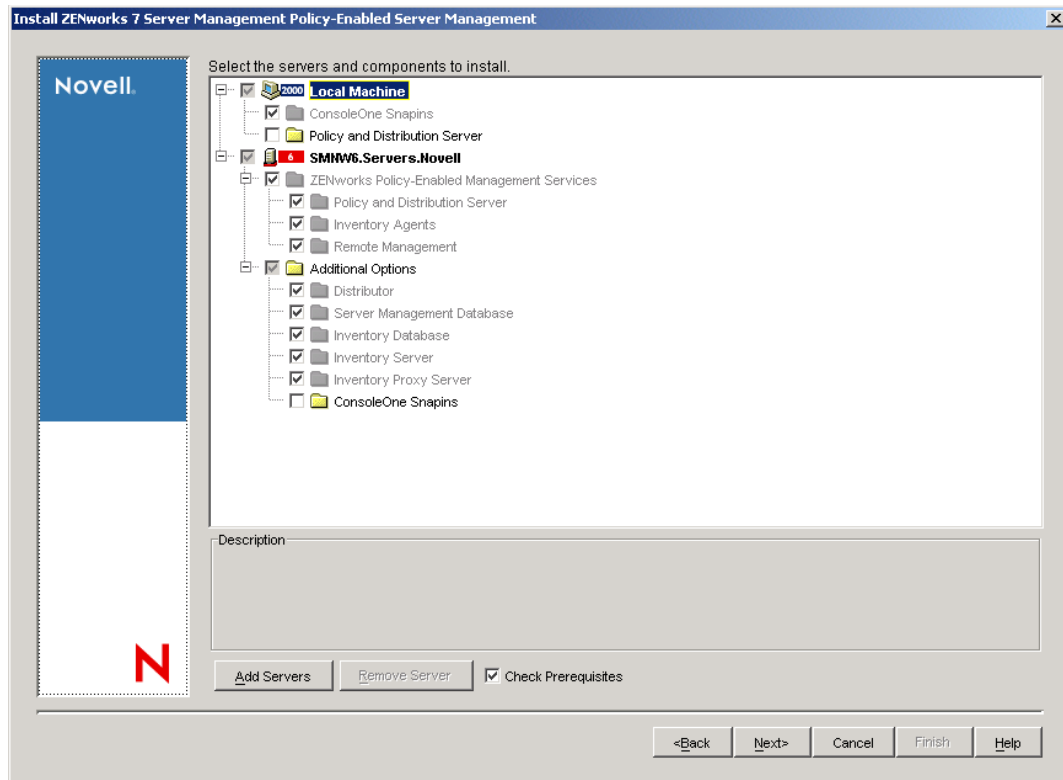 Install ZENworks 7 Server Management Policy-Enabled Server Management
Novell.
Select the servers and components to install.
2000 Local Machine
ConsoleOne Snapins
Policy and Distribution Server
6 SMNW6.Servers.Novell
ZENworks Policy-Enabled Management Services
Policy and Distribution Server
Inventory Agents
Remote Management
Additional Options
Distributor
Server Management Database
Inventory Database
Inventory Server
Inventory Proxy Server
ConsoleOne Snapins
Description
N
Add Servers Remove Server Check Prerequisites
<Back Next> Cancel Finish Help